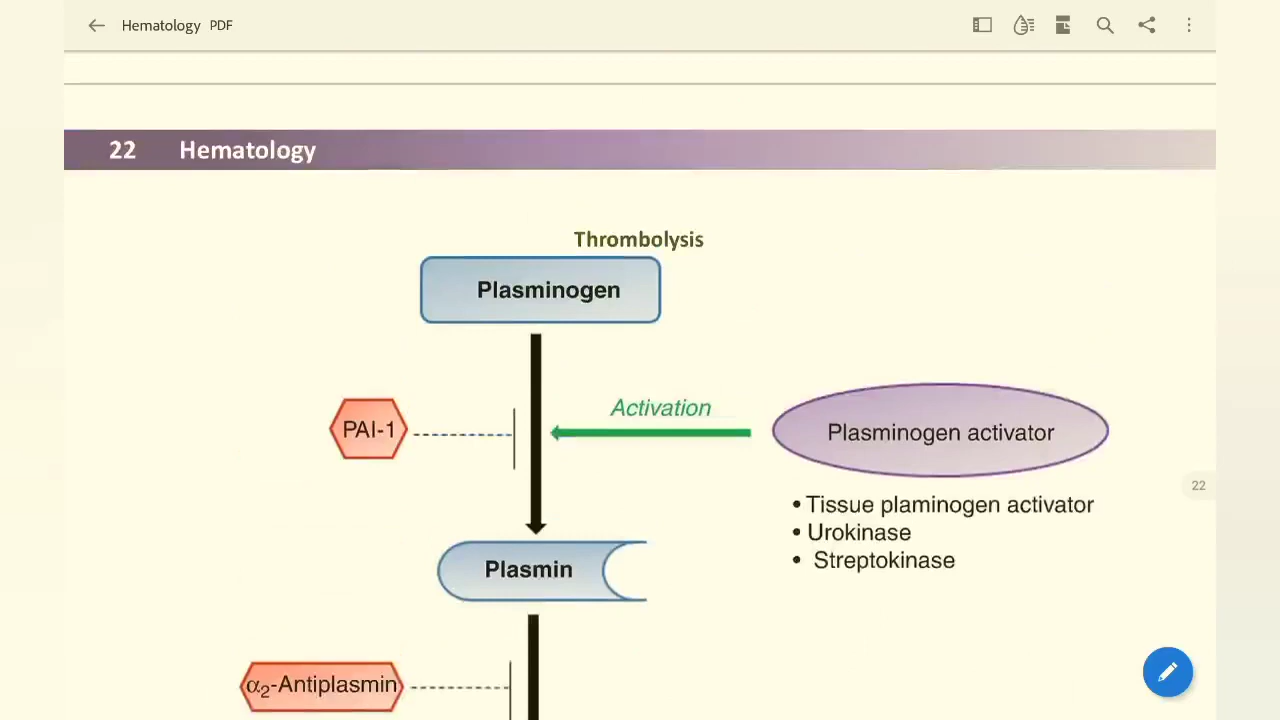 Hematology PDF
22 Hematology
Thrombolysis
Plasminogen
Activation
PAI-1
Plasminogen activator
22
• Tissue plaminogen activator
• Urokinase
• Streptokinase
Plasmin
α₂-Antiplasmin